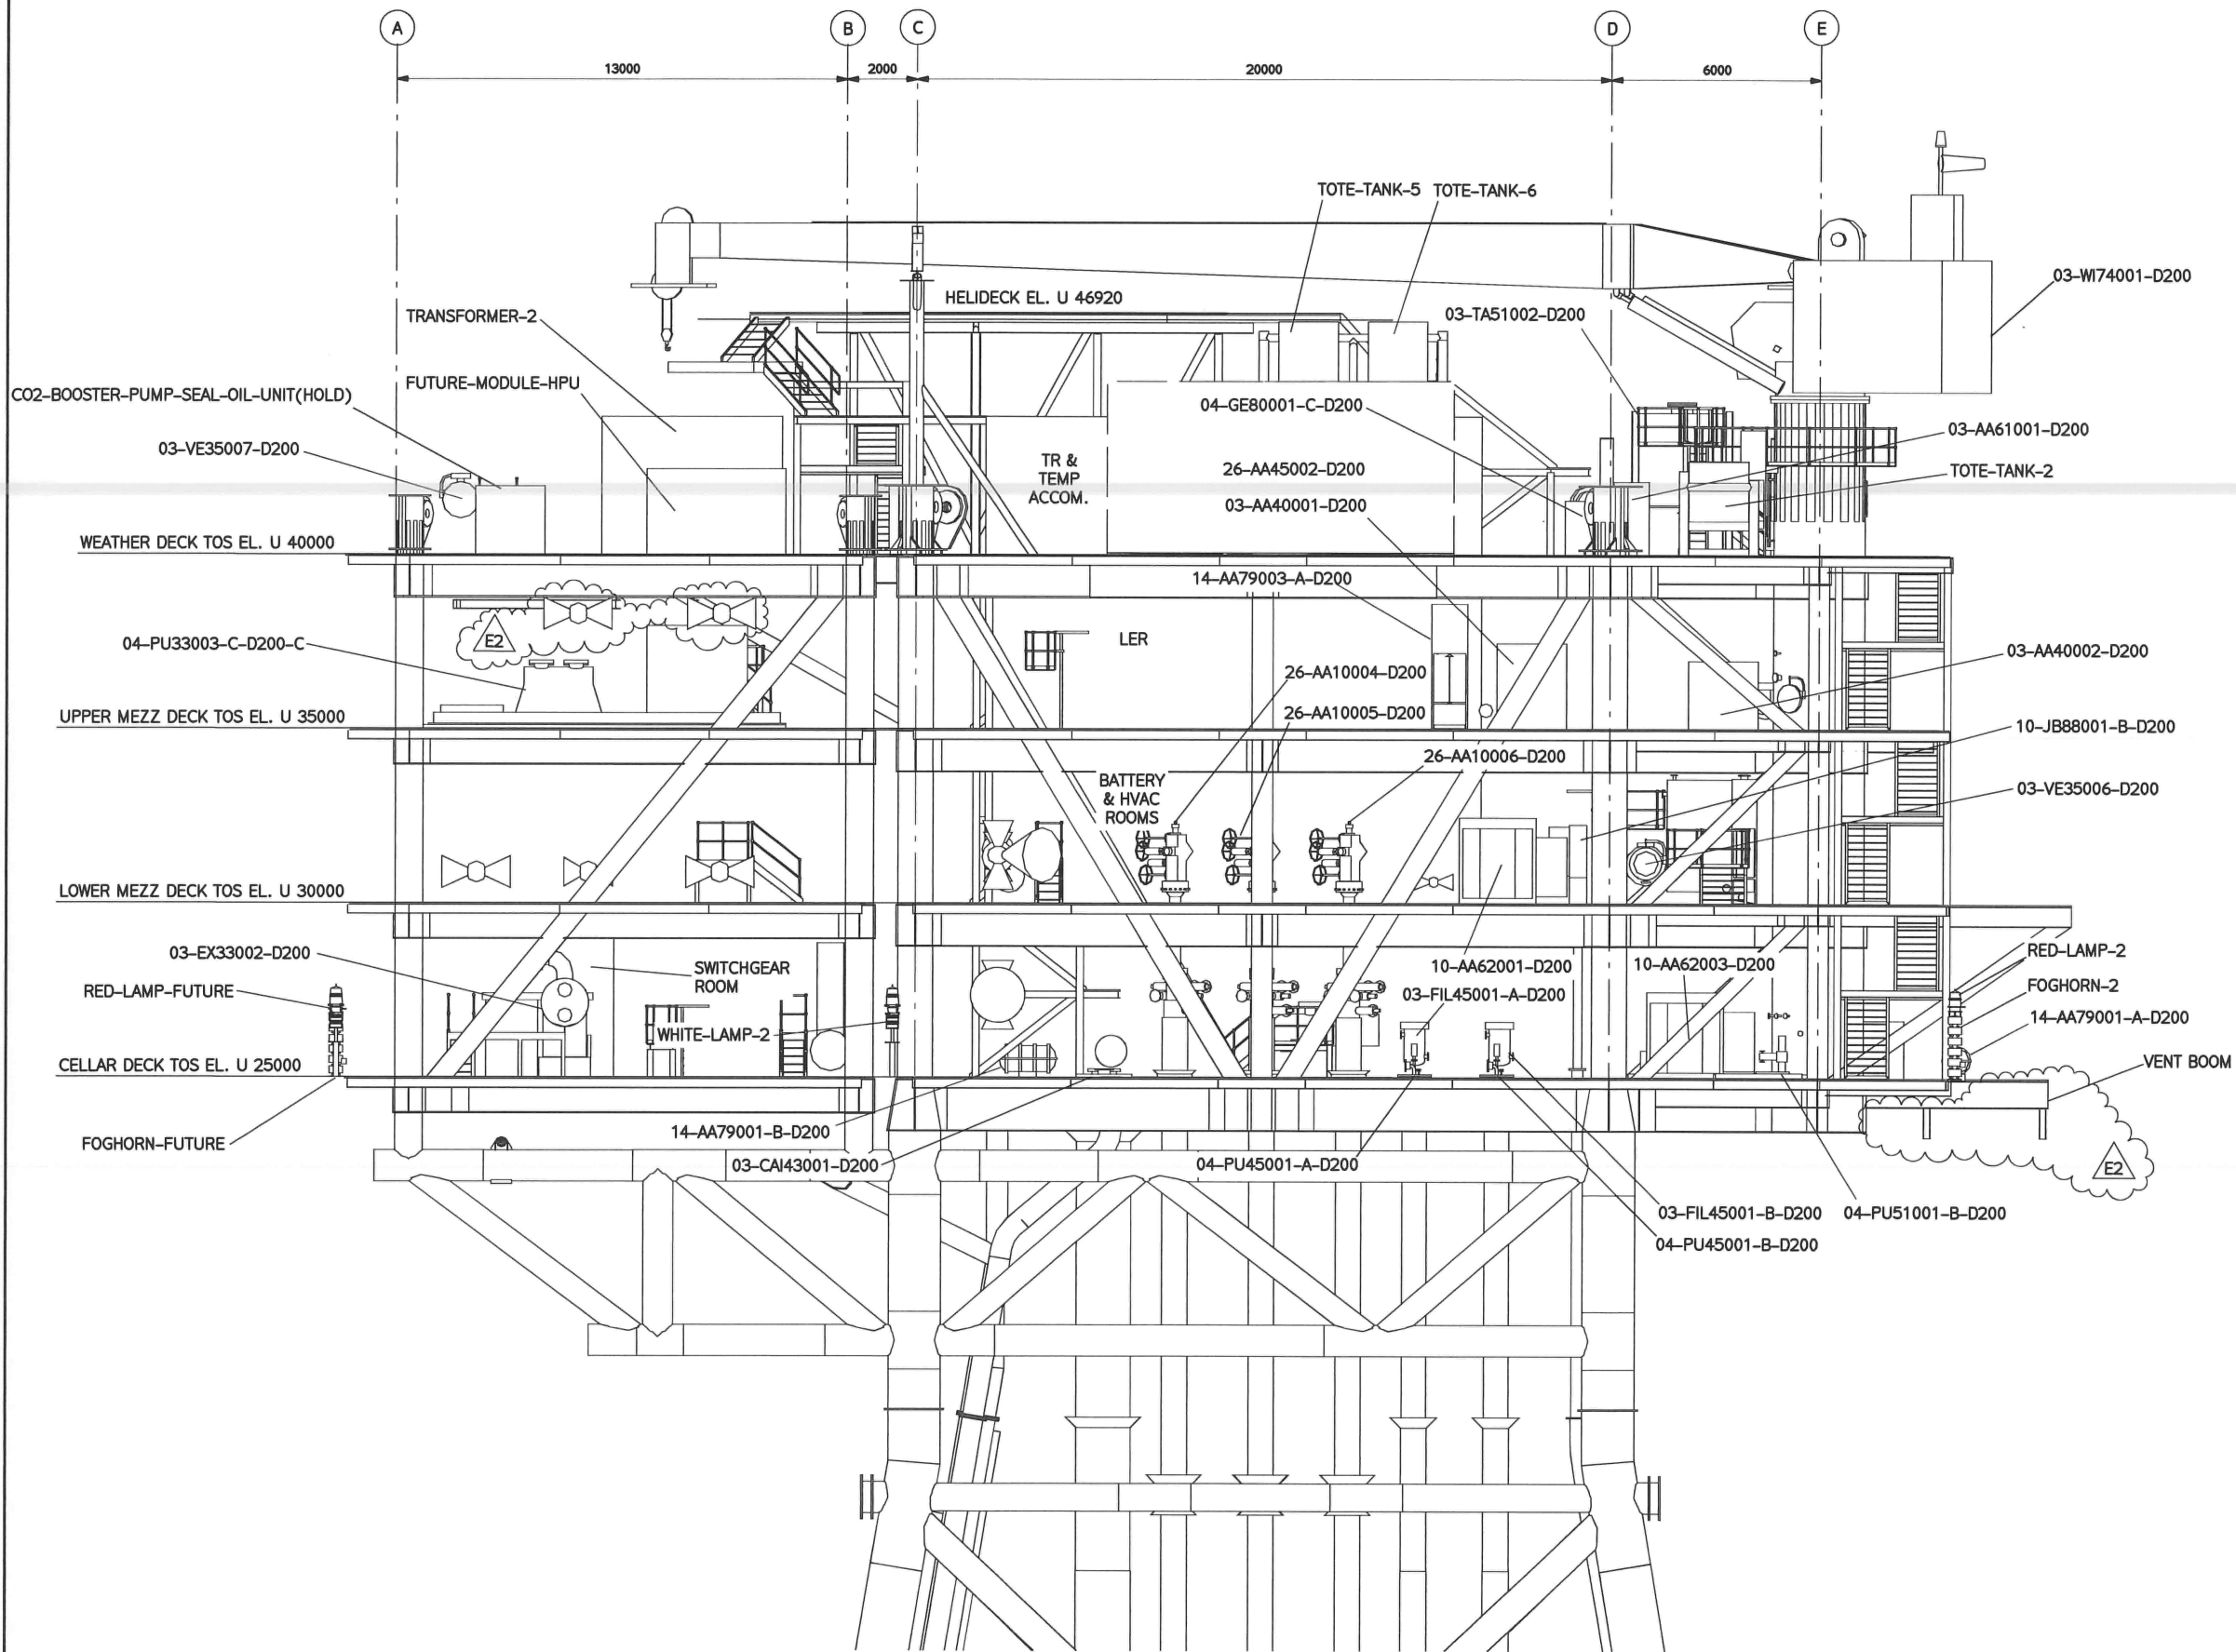 A
B
C
D
E
13000
2000
20000
6000
TOTE-TANK-5
TOTE-TANK-6
03-WI74001-D200
HELIDECK EL. U 46920
TRANSFORMER-2
03-TA51002-D200
FUTURE-MODULE-HPU
CO2-BOOSTER-PUMP-SEAL-OIL-UNIT(HOLD)
04-GE80001-C-D200
03-VE35007-D200
03-AA61001-D200
TR &
TEMP
ACCOM.
26-AA45002-D200
TOTE-TANK-2
03-AA40001-D200
WEATHER DECK TOS EL. U 40000
14-AA79003-A-D200
E2
04-PU33003-C-D200-C
LER
03-AA40002-D200
26-AA10004-D200
26-AA10005-D200
UPPER MEZZ DECK TOS EL. U 35000
10-JB88001-B-D200
26-AA10006-D200
BATTERY
& HVAC
ROOMS
03-VE35006-D200
LOWER MEZZ DECK TOS EL. U 30000
03-EX33002-D200
SWITCHGEAR
ROOM
10-AA62001-D200
10-AA62003-D200
RED-LAMP-2
RED-LAMP-FUTURE
03-FIL45001-A-D200
FOGHORN-2
WHITE-LAMP-2
14-AA79001-A-D200
CELLAR DECK TOS EL. U 25000
VENT BOOM
FOGHORN-FUTURE
14-AA79001-B-D200
03-CAI43001-D200
04-PU45001-A-D200
E2
03-FIL45001-B-D200
04-PU51001-B-D200
04-PU45001-B-D200